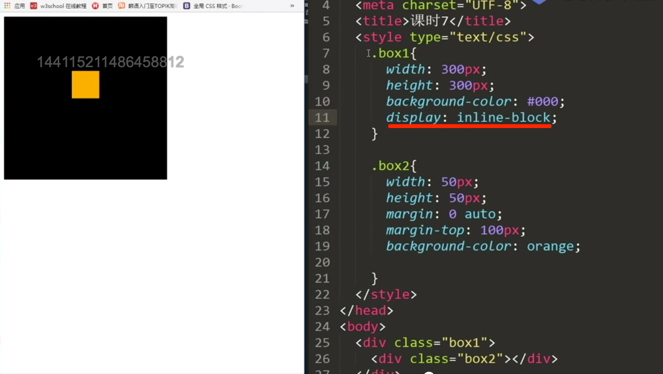 应用 w3school 在线教程 首页 韩语入门至TOPIK发 全局 CSS 样式 · Boo »
14411521148645888​12
4 <meta charset="UTF-8">
5 <title>课时7</title>
6 <style type="text/css">
7 .box1{
8 width: 300px;
9 height: 300px;
10 background-color: #000;
11 display: inline-block;
12 }
13
14 .box2{
15 width: 50px;
16 height: 50px;
17 margin: 0 auto;
18 margin-top: 100px;
19 background-color: orange;
20
21 }
22 </style>
23 </head>
24 <body>
25 <div class="box1">
26 <div class="box2"></div>
27 </div>